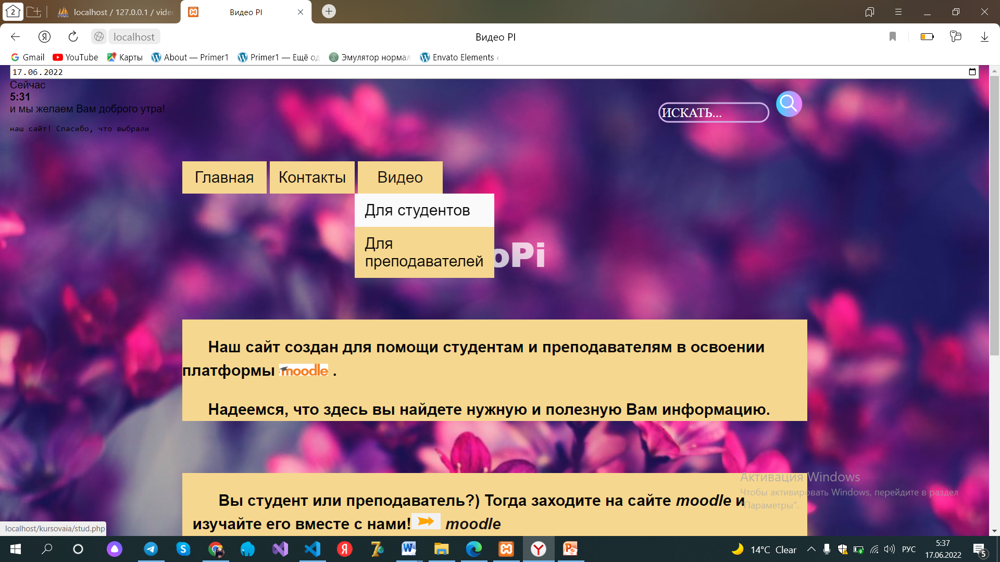 2
localhost / 127.0.0.1 / videc
Видео PI
localhost
Видео PI
Gmail
YouTube
Карты
About — Primer1
Primer1 — Ещё од
Эмулятор нормал
Envato Elements ‹
17.06.2022
Сейчас
5:31
и мы желаем Вам доброго утра!
наш сайт! Спасибо, что выбрали
ИСКАТЬ...
Главная
Контакты
Видео
Для студентов
Для
преподавателей
oPi
Наш сайт создан для помощи студентам и преподавателям в освоении
платформы moodle .
Надеемся, что здесь вы найдете нужную и полезную Вам информацию.
Вы студент или преподаватель?) Тогда заходите на сайте moodle и
изучайте его вместе с нами! moodle
Активация Windows
Чтобы активировать Windows, перейдите в раздел
"Параметры".
localhost/kursovaia/stud.php
14°C Clear
РУС
5:37
17.06.2022
5